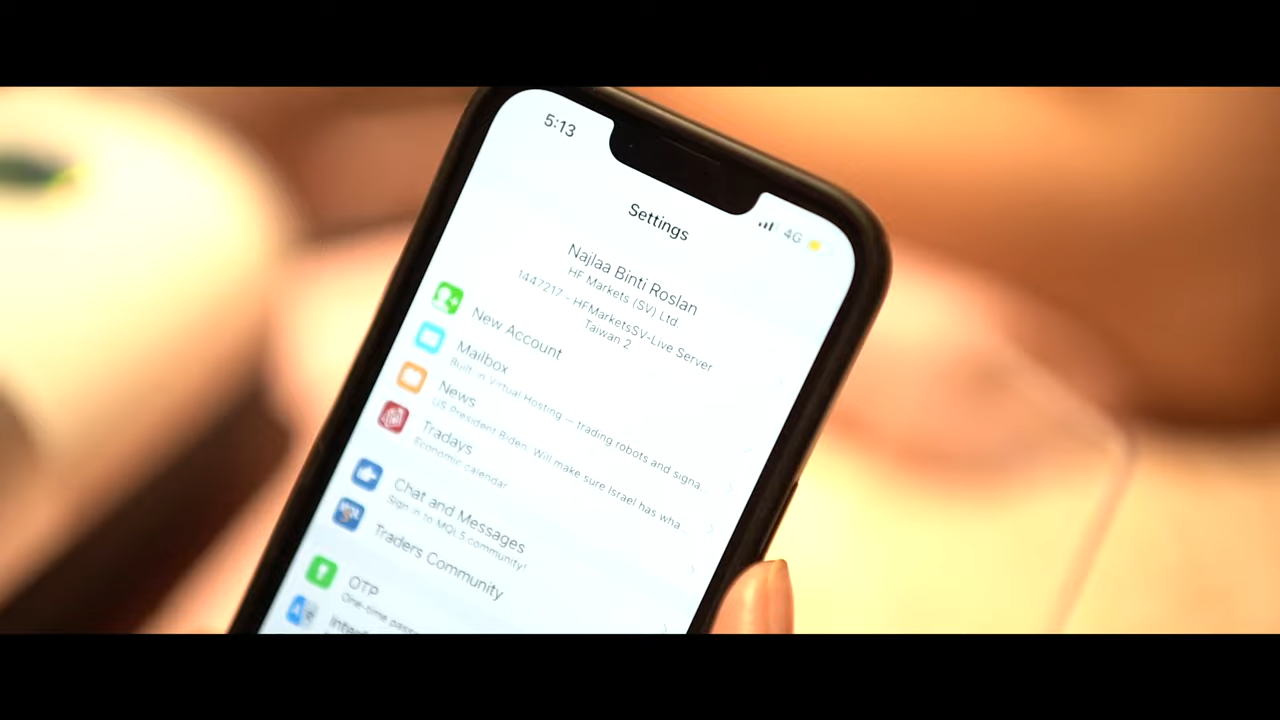 5:13
4G
Settings
Najlaa Binti Roslan
HF Markets (SV) Ltd.
1447217 - HFMarketsSV-Live Server
Taiwan 2
New Account
Mailbox
Built-in Virtual Hosting — trading robots and signa...
News
US President Biden: Will make sure Israel has wha...
Tradays
Economic calendar
Chat and Messages
Sign in to MQL5.community!
Traders Community
OTP
One-time